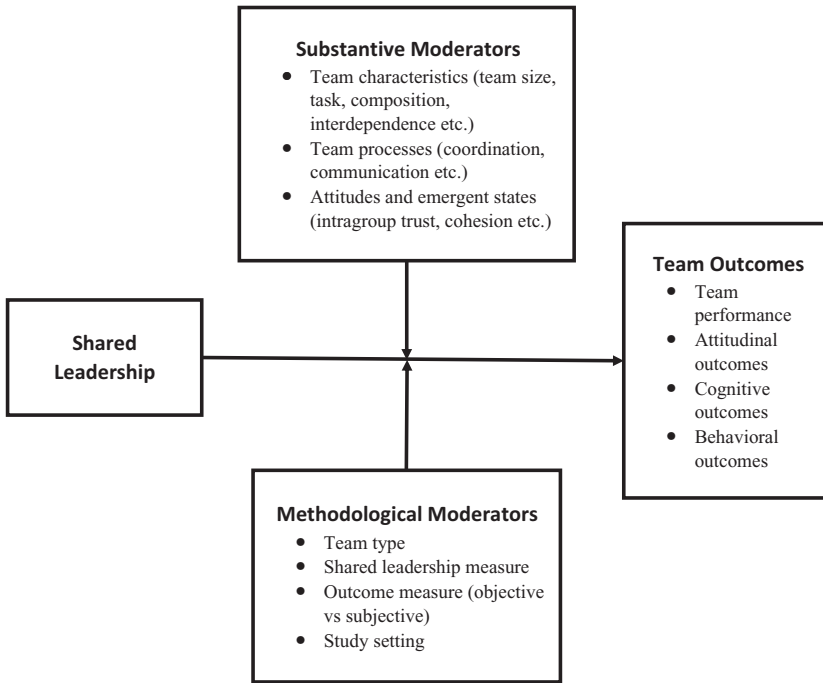 Substantive Moderators
● Team characteristics (team size,
task, composition,
interdependence etc.)
● Team processes (coordination,
communication etc.)
● Attitudes and emergent states
(intragroup trust, cohesion etc.)
Shared
Leadership
Team Outcomes
● Team
performance
● Attitudinal
outcomes
● Cognitive
outcomes
● Behavioral
outcomes
Methodological Moderators
● Team type
● Shared leadership measure
● Outcome measure (objective
vs subjective)
● Study setting